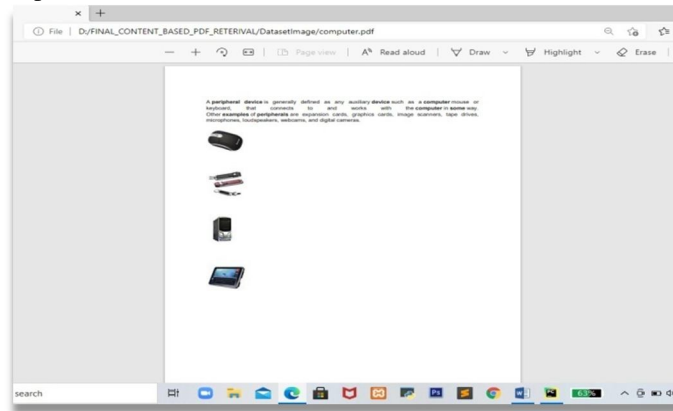 File | D:/FINAL_CONTENT_BASED_PDF_RETERIVAL/DatasetImage/computer.pdf
Page view | Read aloud | Draw Highlight Erase
A peripheral device is generally defined as any auxiliary device such as a computer mouse or
keyboard, that connects to and works with the computer in some way.
Other examples of peripherals are expansion cards, graphics cards, image scanners, tape drives,
microphones, loudspeakers, webcams, and digital cameras.
search
63%